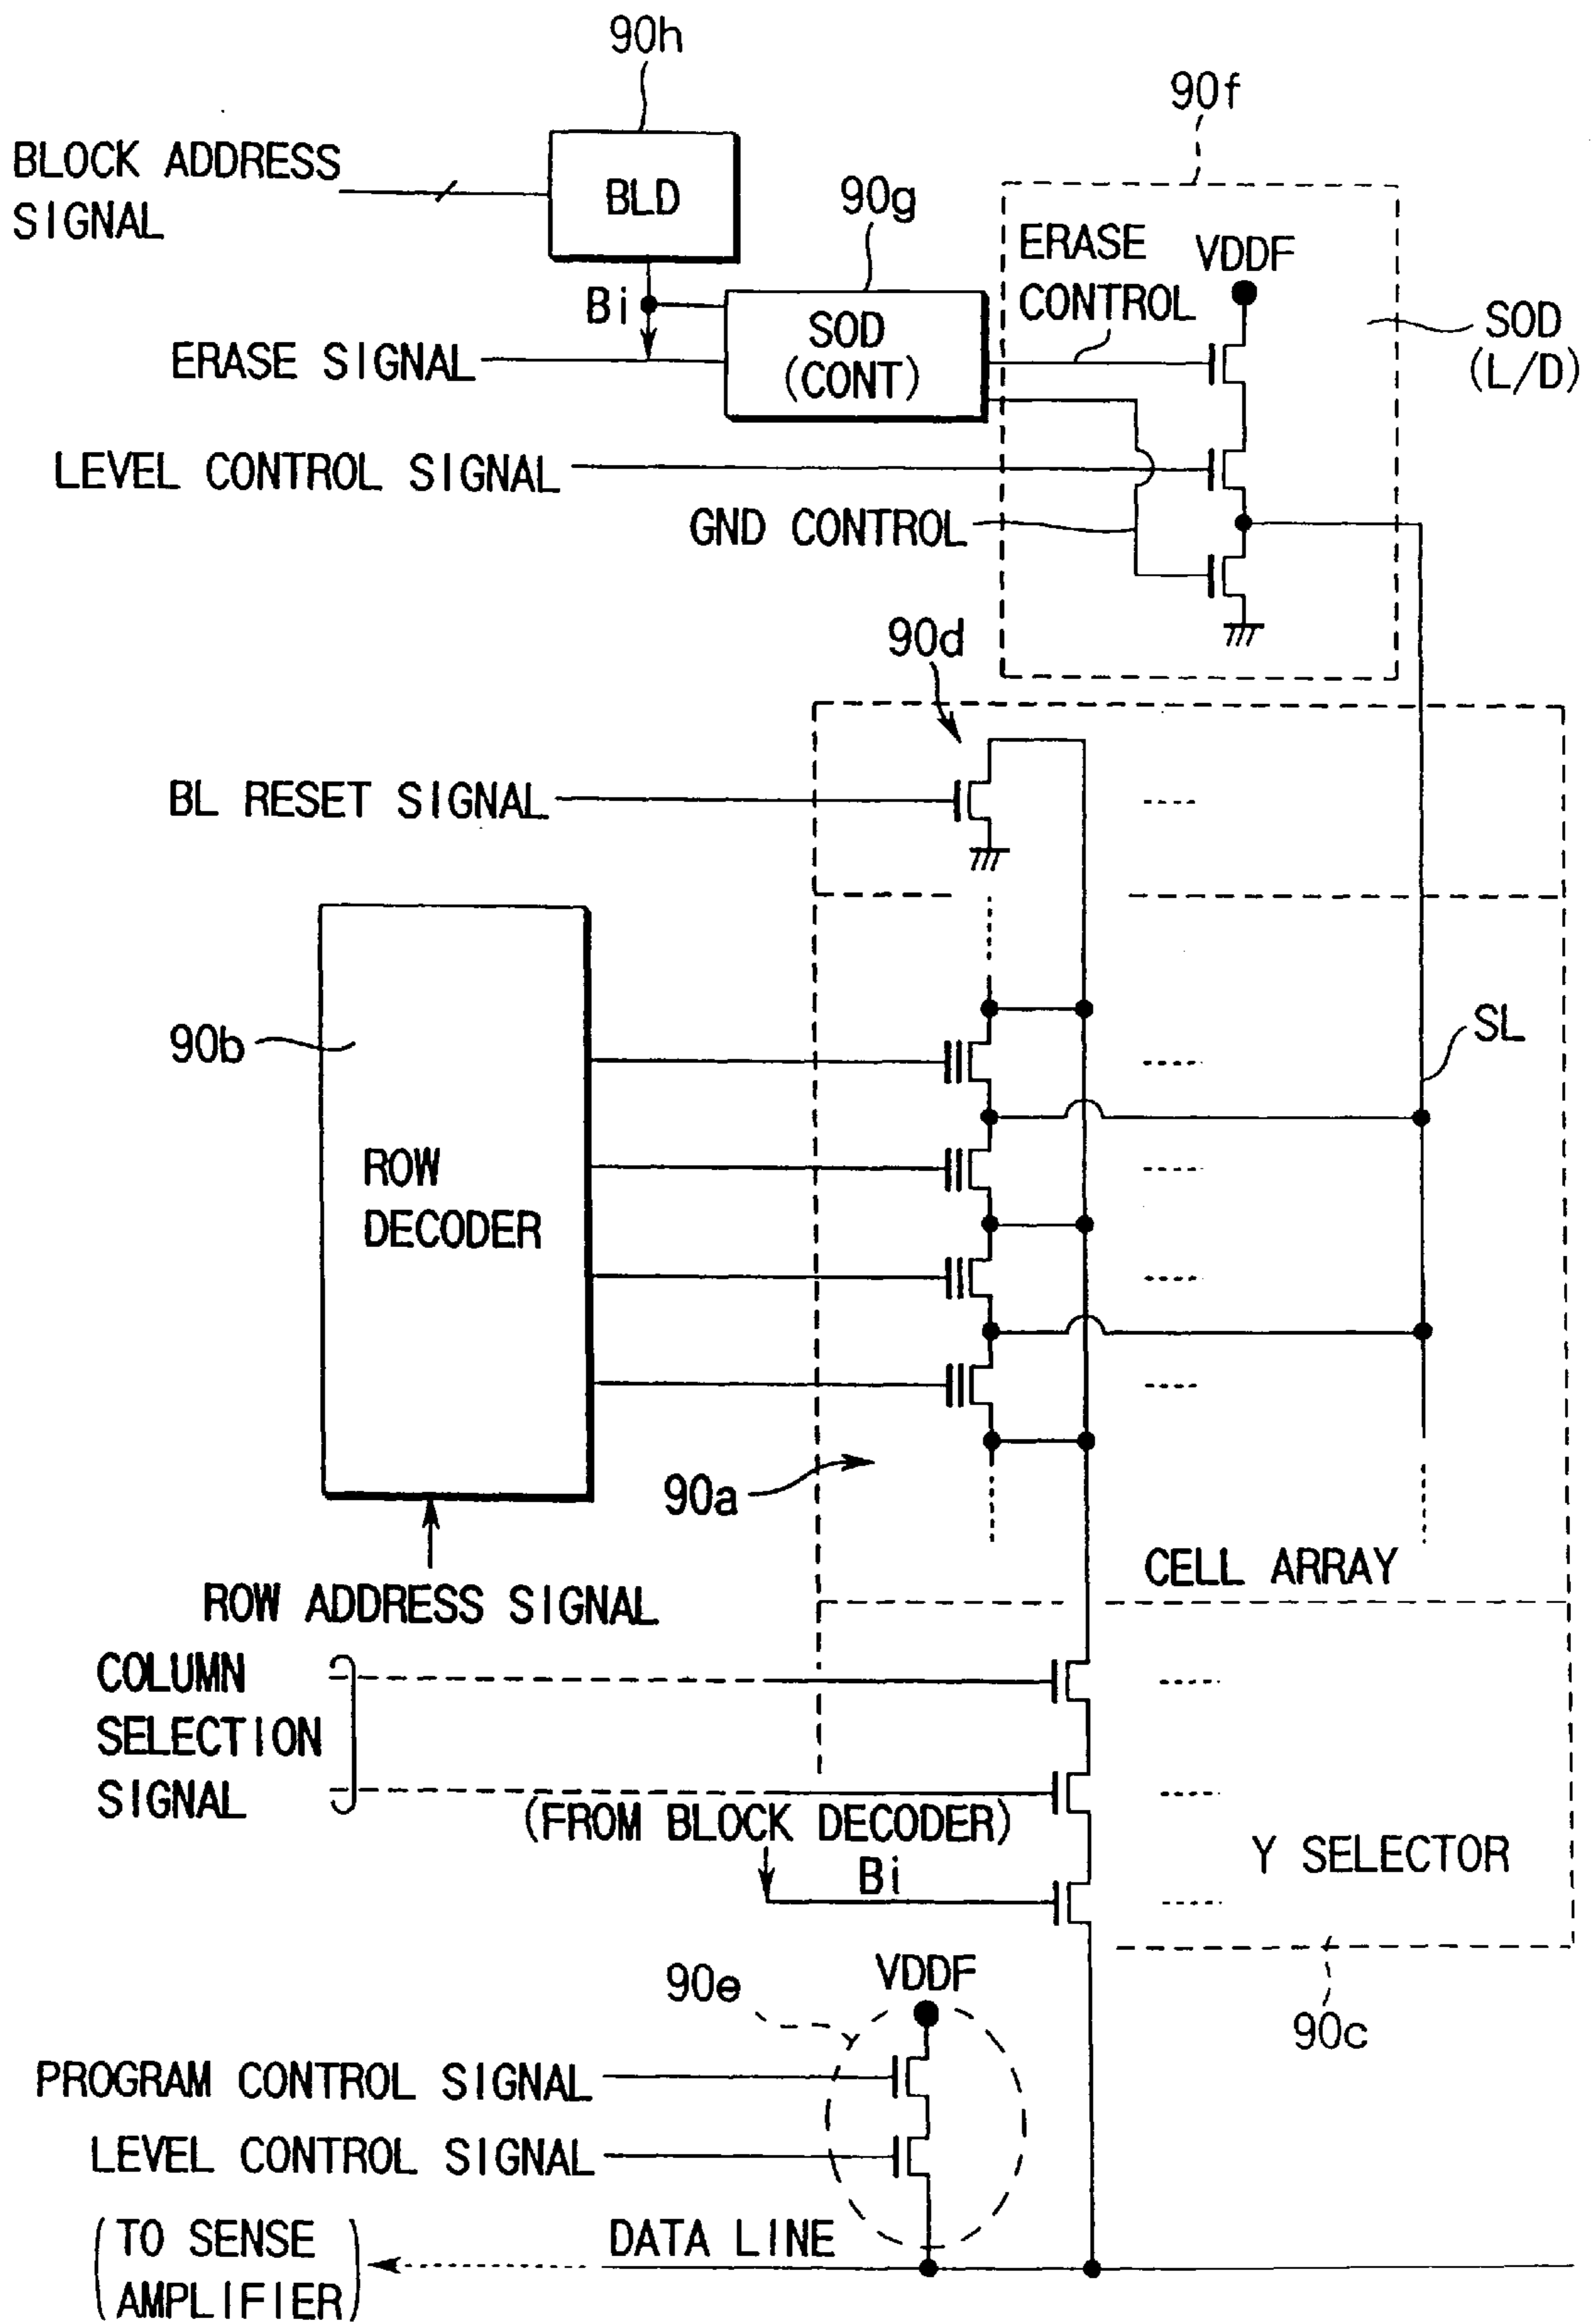 90h
90f
BLOCK ADDRESS
SIGNAL
BLD
90g
ERASE
CONTROL
VDDF
Bi
SOD
(CONT)
SOD
(L/D)
ERASE SIGNAL
LEVEL CONTROL SIGNAL
GND CONTROL
90d
BL RESET SIGNAL
90b
SL
ROW
DECODER
90a
CELL ARRAY
ROW ADDRESS SIGNAL
COLUMN
SELECTION
SIGNAL
(FROM BLOCK DECODER)
Bi
Y SELECTOR
90e
VDDF
90c
PROGRAM CONTROL SIGNAL
LEVEL CONTROL SIGNAL
(TO SENSE
AMPLIFIER)
DATA LINE